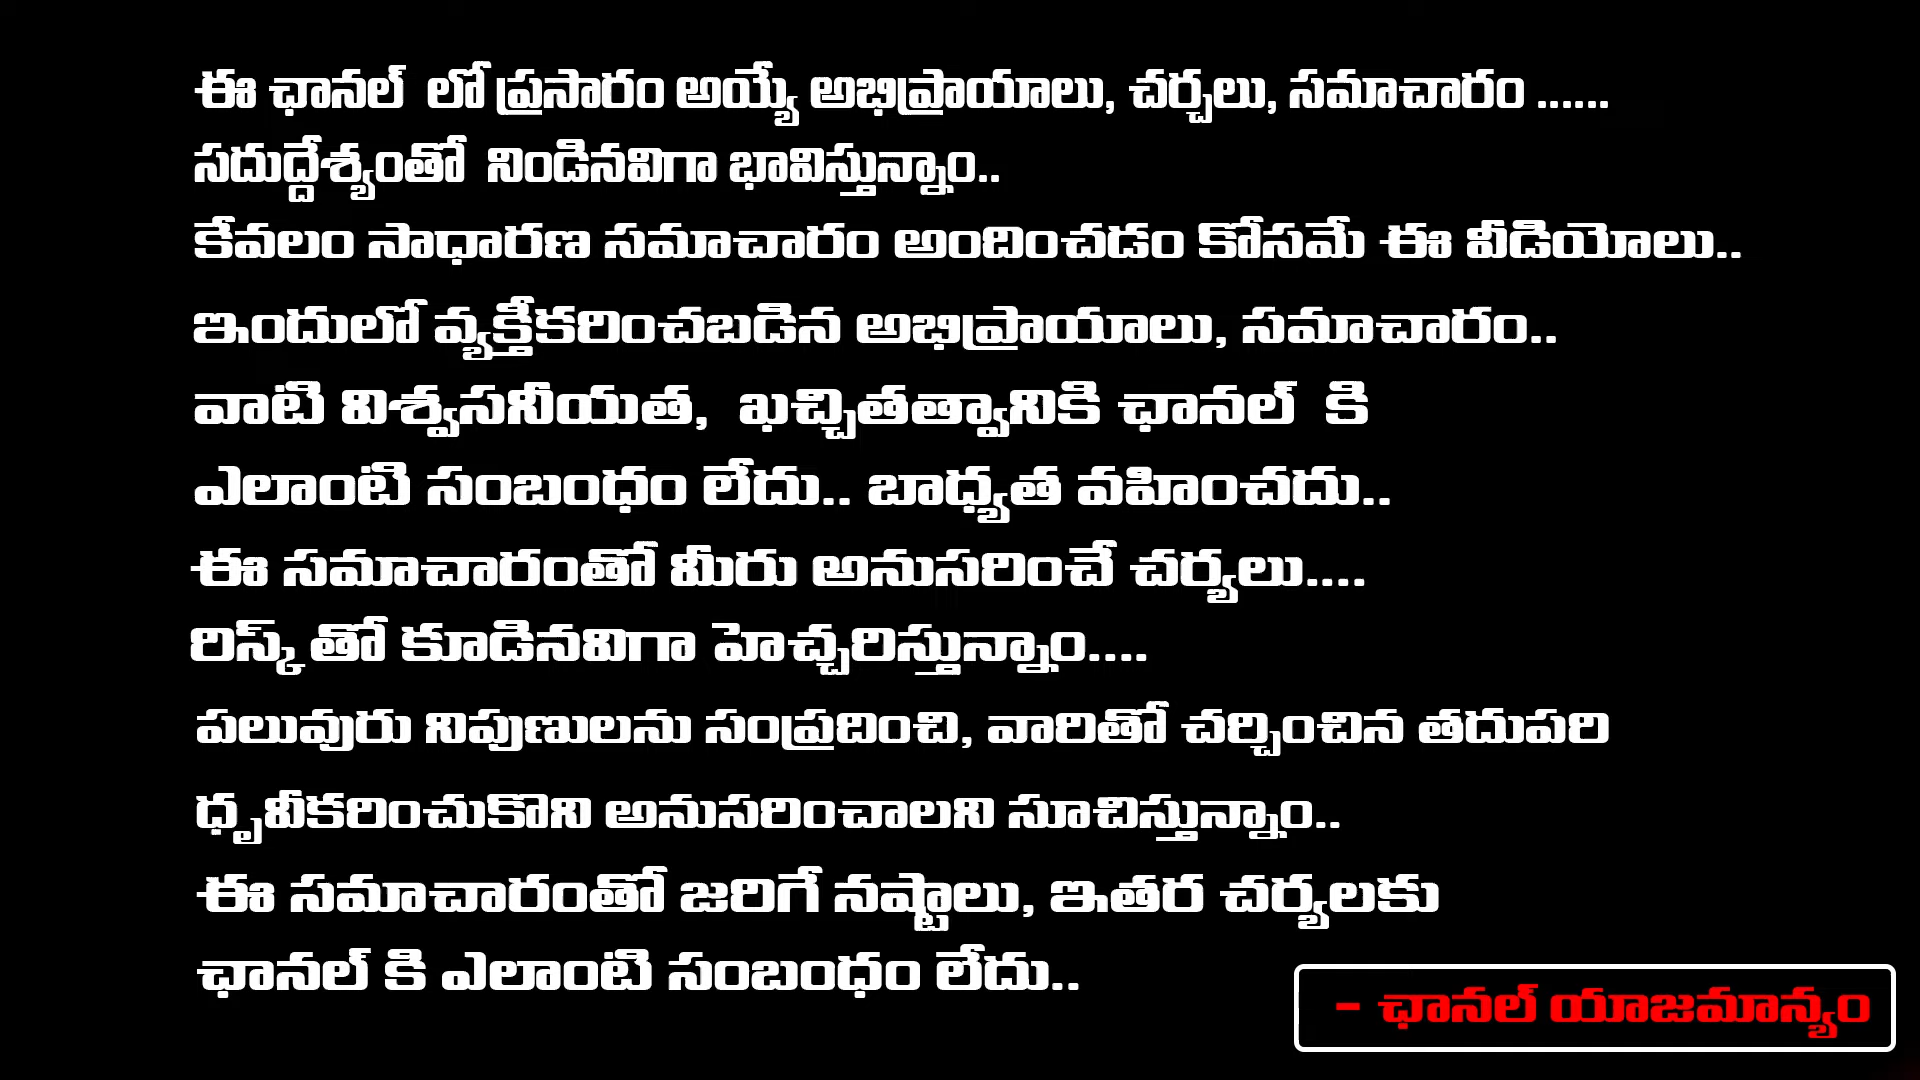 ఈ ఛానల్ లో ప్రసారం అయ్యే అభిప్రాయాలు, చర్చలు, సమాచారం ......
సదుద్దేశ్యంతో నిండినవిగా భావిస్తున్నాం..
కేవలం సాధారణ సమాచారం అందించడం కోసమే ఈ వీడియోలు..
ఇందులో వ్యక్తీకరించబడిన అభిప్రాయాలు, సమాచారం..
వాటి విశ్వసనీయత, ఖచ్చితత్వానికి ఛానల్ కి
ఎలాంటి సంబంధం లేదు.. బాధ్యత వహించదు..
ఈ సమాచారంతో మీరు అనుసరించే చర్యలు....
రిస్క్ తో కూడినవిగా హెచ్చరిస్తున్నాం....
పలువురు నిపుణులను సంప్రదించి, వారితో చర్చించిన తదుపరి
ధృవీకరించుకొని అనుసరించాలని సూచిస్తున్నాం..
ఈ సమాచారంతో జరిగే నష్టాలు, ఇతర చర్యలకు
ఛానల్ కి ఎలాంటి సంబంధం లేదు..
- ఛానల్ యాజమాన్యం